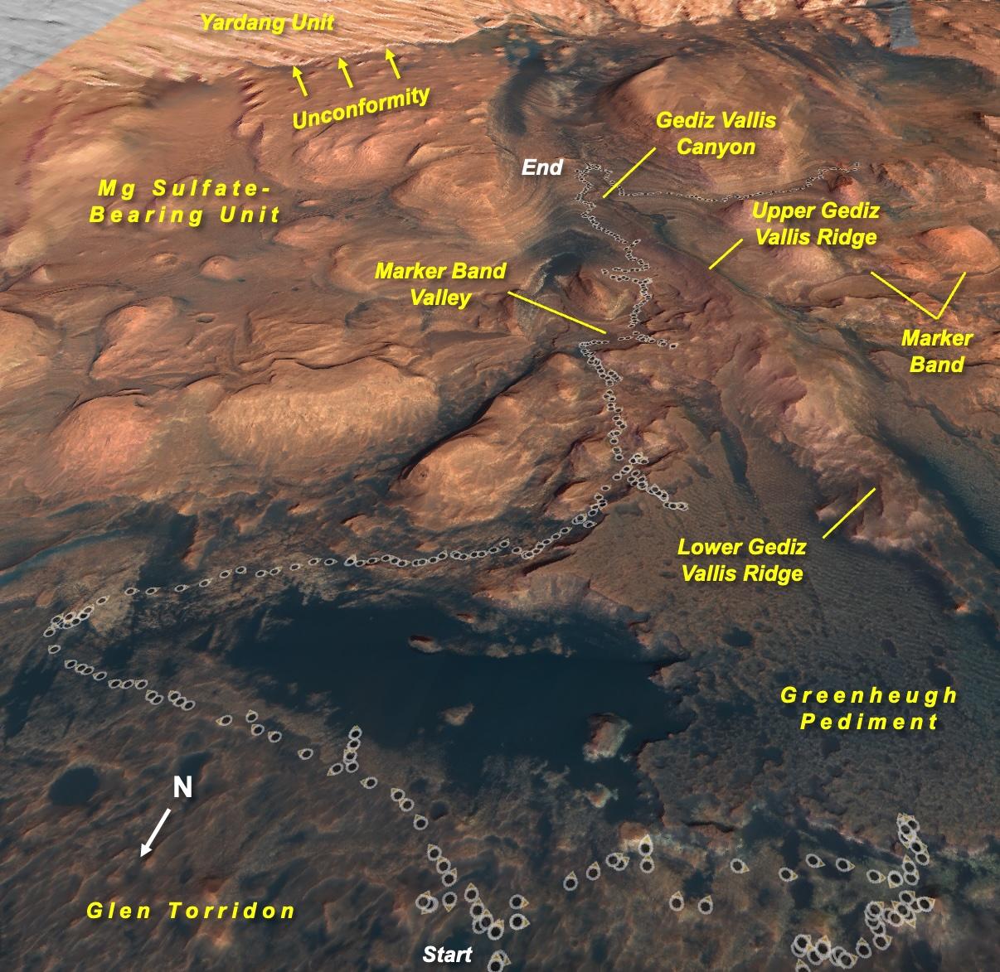 Yardang Unit
Unconformity
Gediz Vallis
Canyon
End
Mg Sulfate-
Bearing Unit
Upper Gediz
Vallis Ridge
Marker Band
Valley
Marker
Band
Lower Gediz
Vallis Ridge
Greenheugh
Pediment
N
Glen Torridon
Start